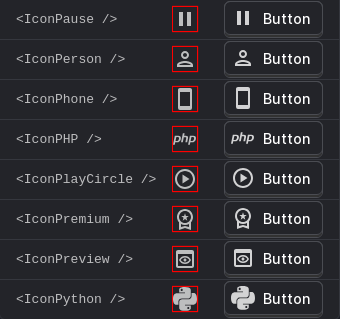 <IconPause /> Button
<IconPerson /> Button
<IconPhone /> Button
<IconPHP /> php php Button
<IconPlayCircle /> Button
<IconPremium /> Button
<IconPreview /> Button
<IconPython /> Button